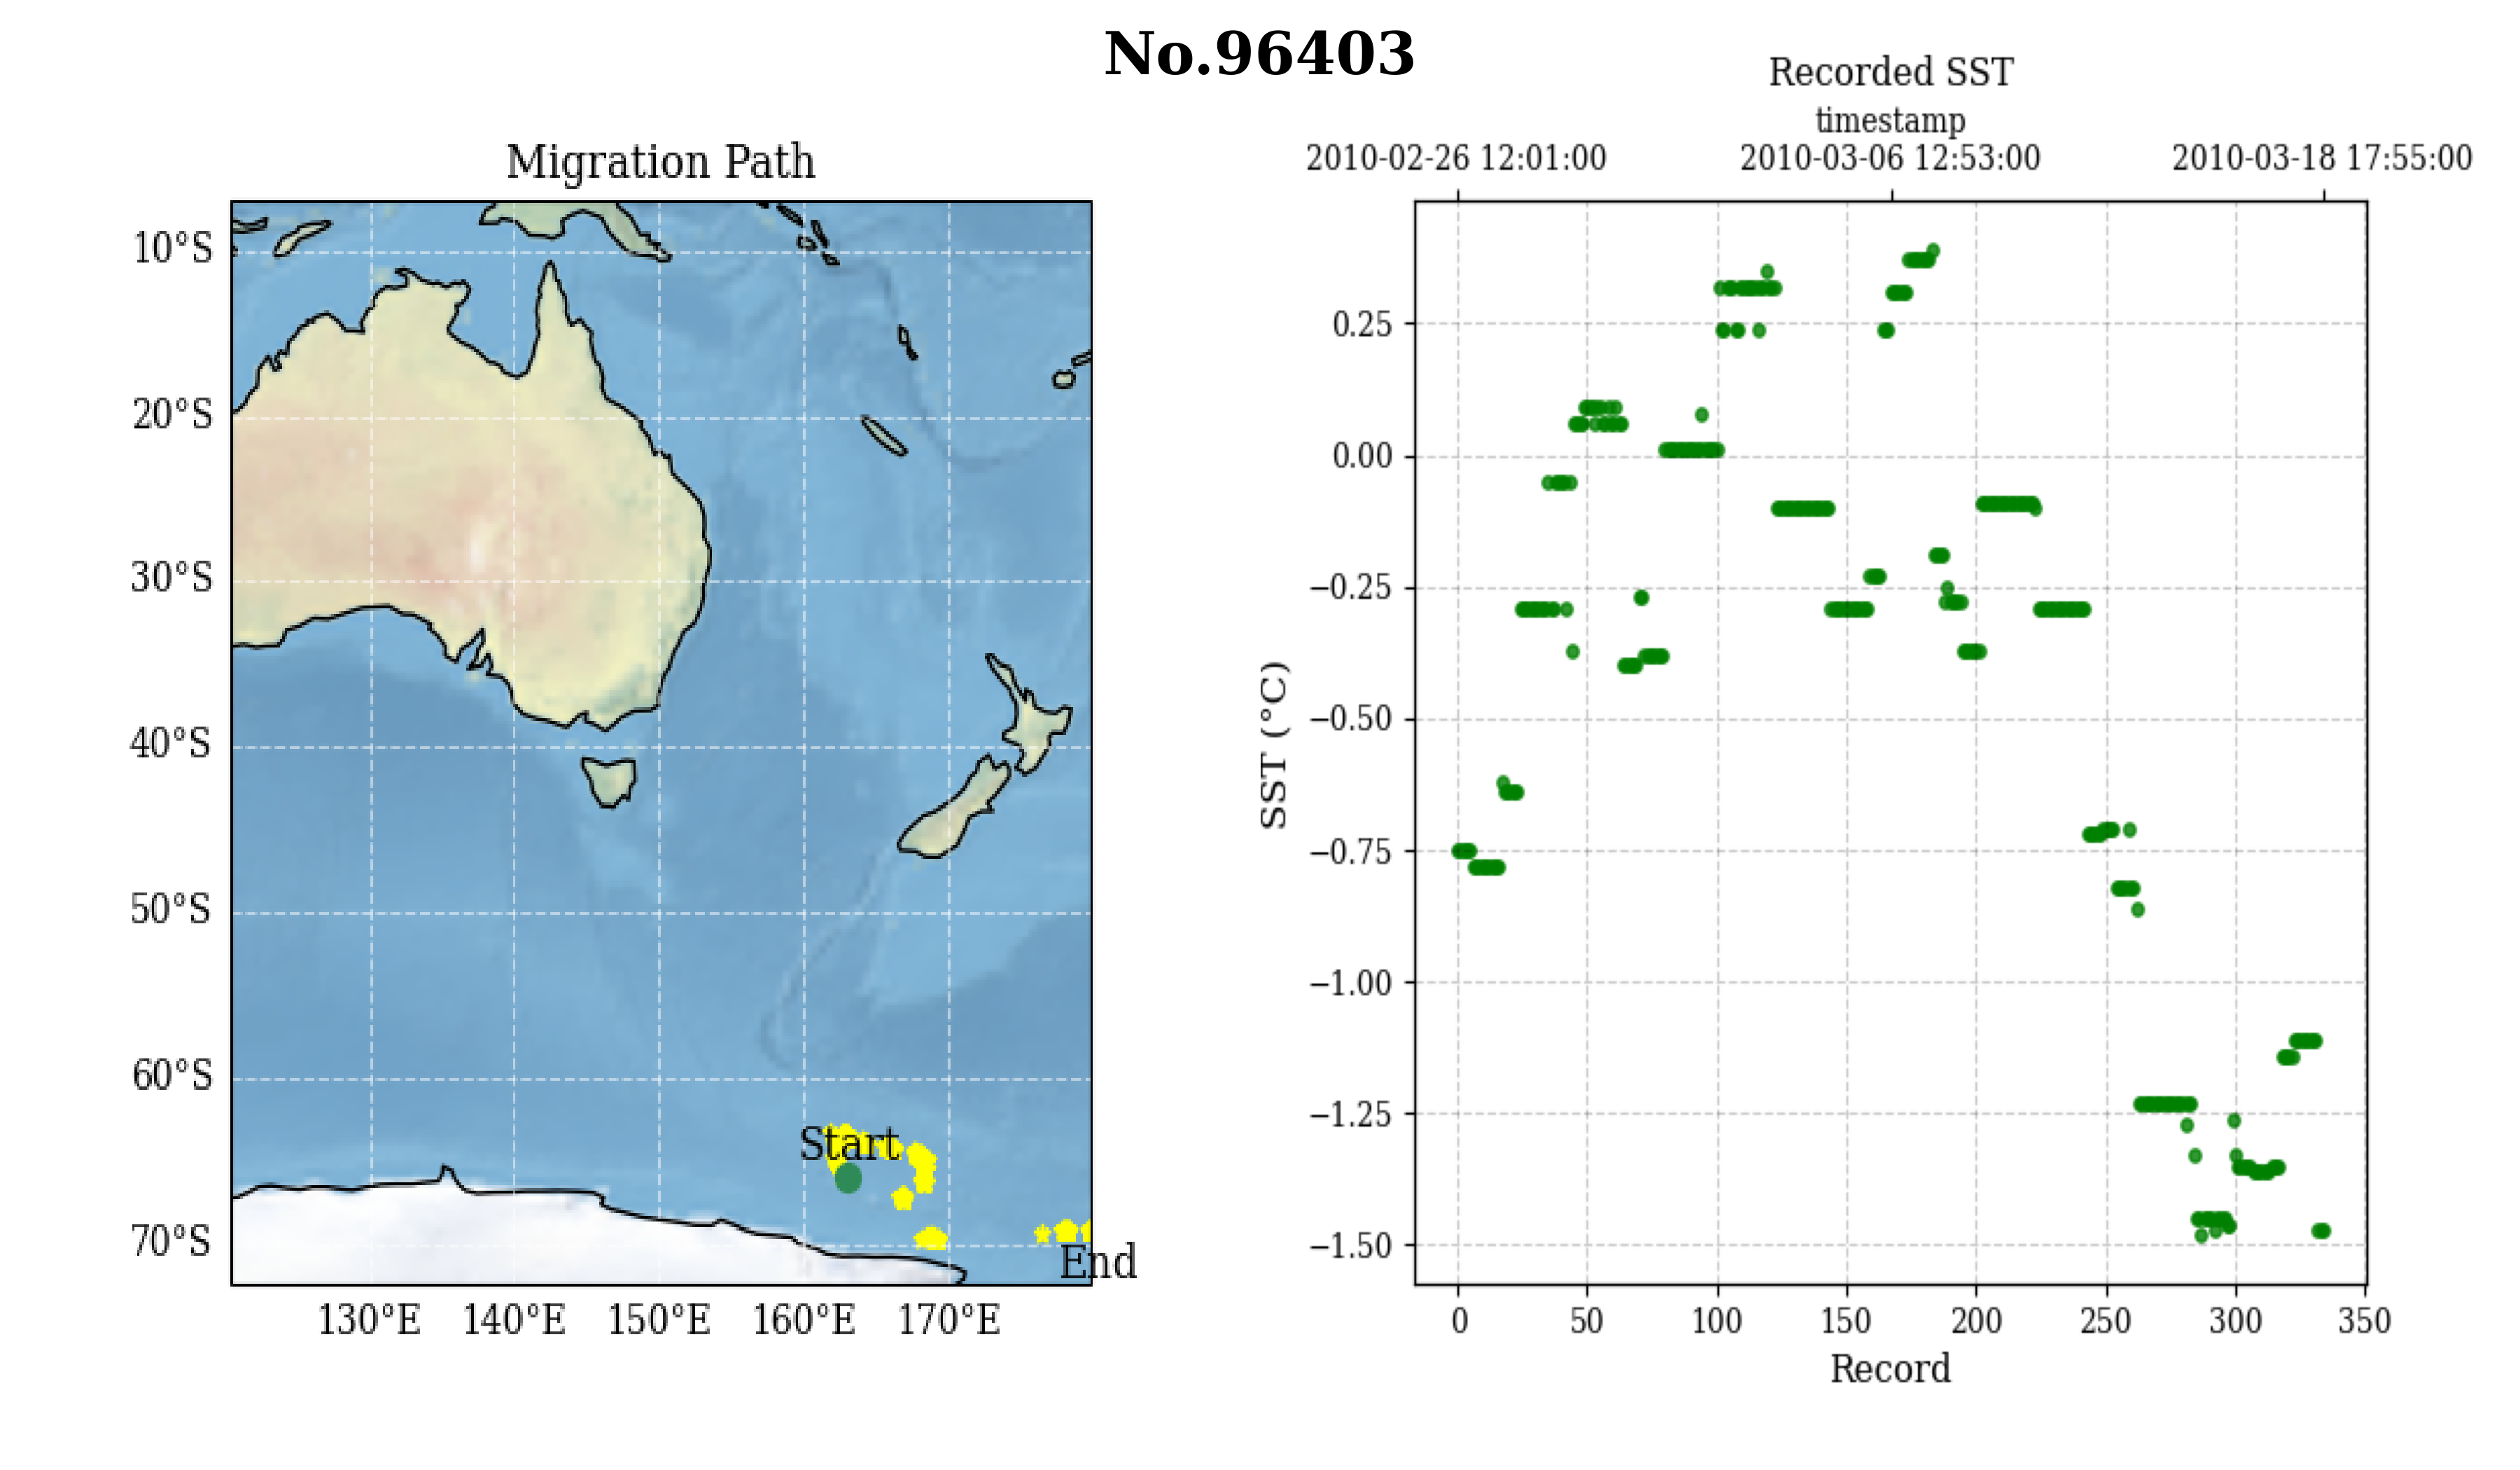 No.96403
Migration Path
10°S
20°S
30°S
40°S
50°S
60°S
70°S
130°E 140°E 150°E 160°E 170°E
Start
End
Recorded SST
timestamp
2010-02-26 12:01:00 2010-03-06 12:53:00 2010-03-18 17:55:00
SST (°C)
0.25
0.00
−0.25
−0.50
−0.75
−1.00
−1.25
−1.50
0 50 100 150 200 250 300 350
Record